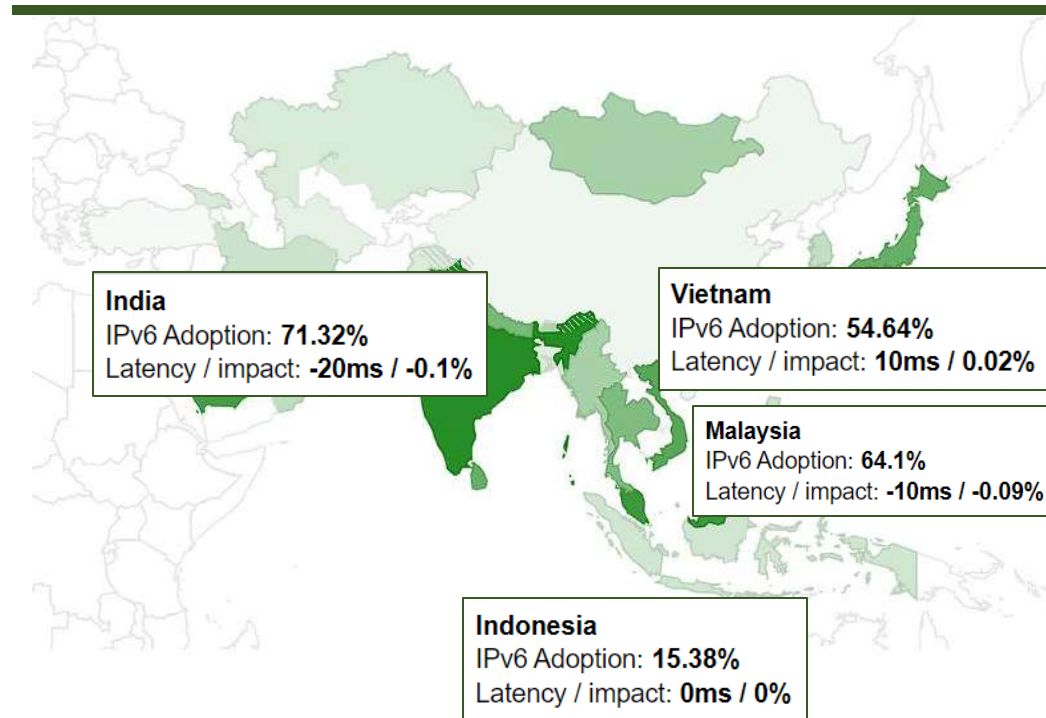 India
IPv6 Adoption: 71.32%
Latency / impact: -20ms / -0.1%
Vietnam
IPv6 Adoption: 54.64%
Latency / impact: 10ms / 0.02%
Malaysia
IPv6 Adoption: 64.1%
Latency / impact: -10ms / -0.09%
Indonesia
IPv6 Adoption: 15.38%
Latency / impact: 0ms / 0%